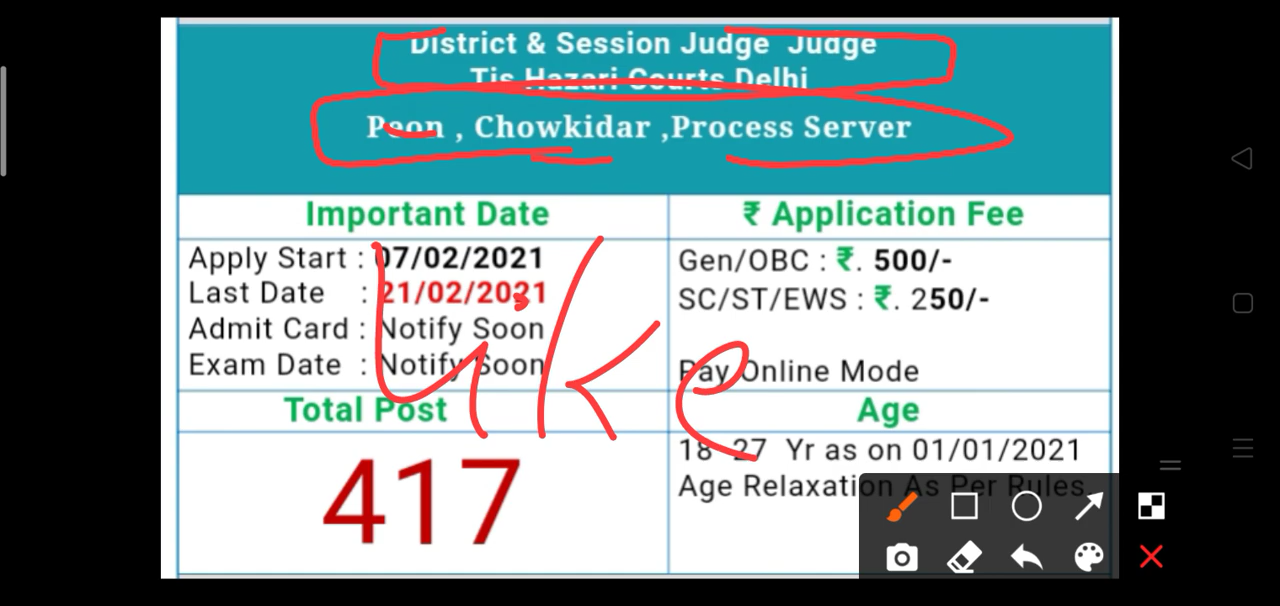 District & Session Judge Judge
Tis Hazari Courts Delhi
Peon , Chowkidar ,Process Server
Important Date
Apply Start : 07/02/2021
Last Date : 21/02/2021
Admit Card : Notify Soon
Exam Date : Notify Soon
₹ Application Fee
Gen/OBC : ₹. 500/-
SC/ST/EWS : ₹. 250/-
Pay Online Mode
like
Total Post
417
Age
18 27 Yr as on 01/01/2021
Age Relaxation As Per Rules